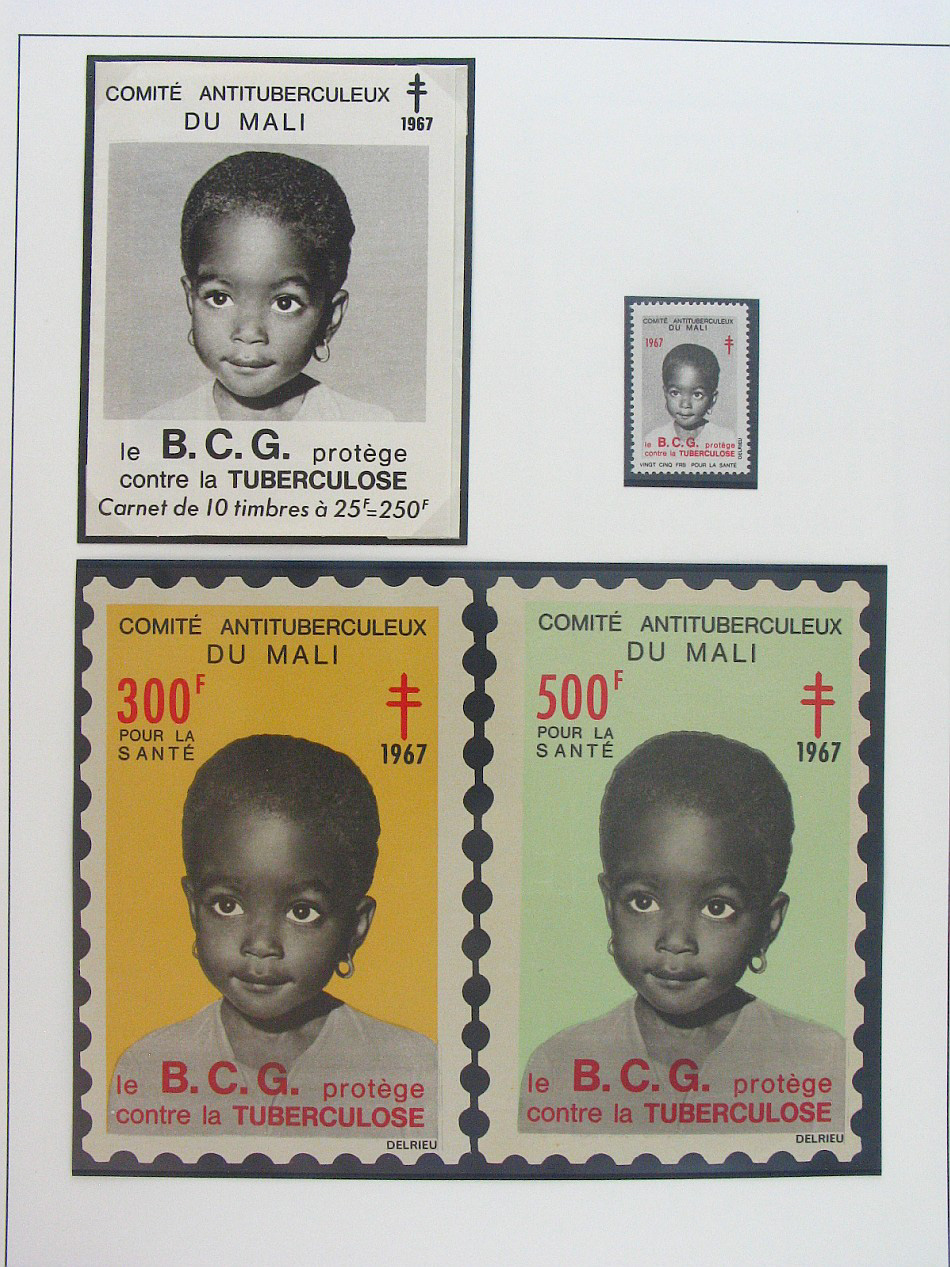 COMITÉ ANTITUBERCULEUX
DU MALI
1967
le B.C.G. protège
contre la TUBERCULOSE
Carnet de 10 timbres à 25F=250F
COMITÉ ANTITUBERCULEUX
DU MALI
1967
le B.C.G. protège
contre la TUBERCULOSE
DELRIEU
VINGT CINQ FRS POUR LA SANTÉ
COMITÉ ANTITUBERCULEUX
DU MALI
300F
POUR LA
SANTÉ
1967
le B.C.G. protège
contre la TUBERCULOSE
DELRIEU
COMITÉ ANTITUBERCULEUX
DU MALI
500F
POUR LA
SANTÉ
1967
le B.C.G. protège
contre la TUBERCULOSE
DELRIEU